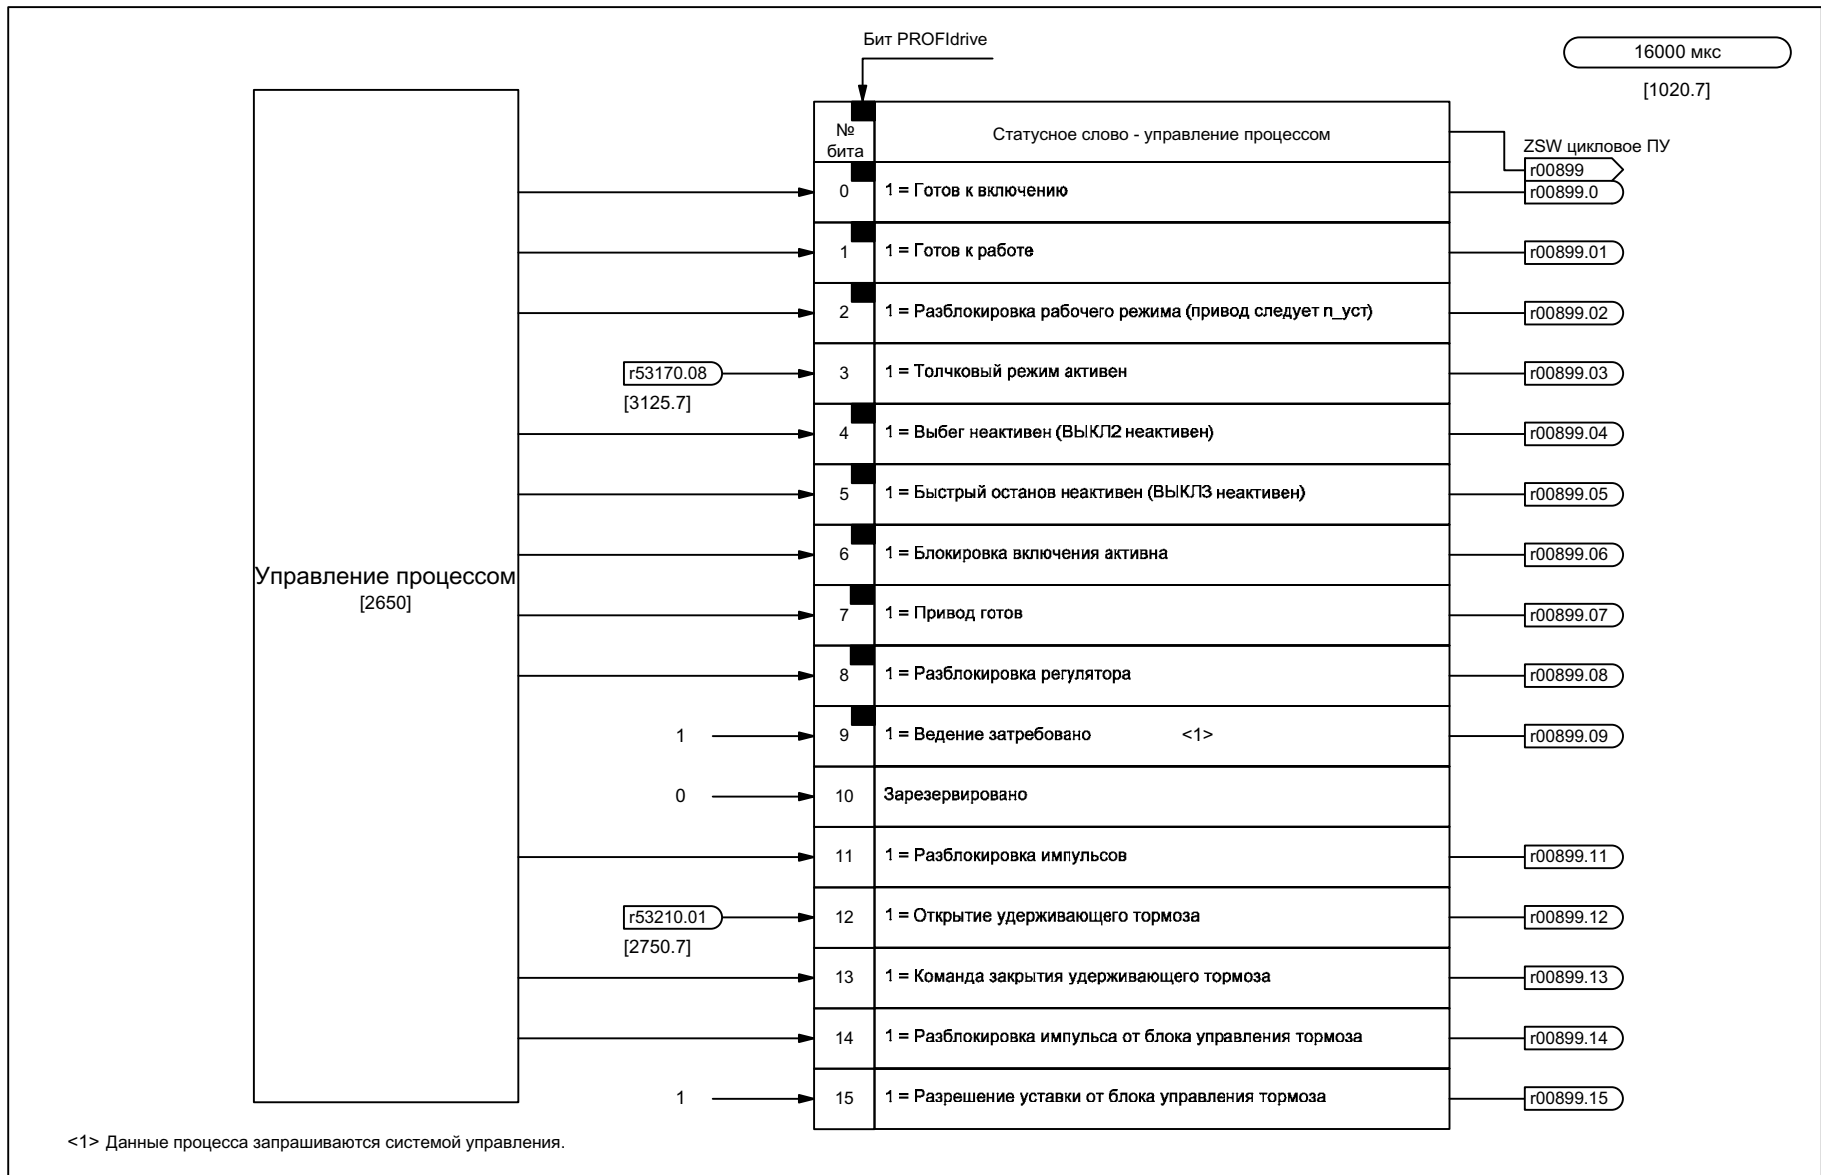 Бит PROFIdrive
16000 мкс
[1020.7]
№
бита
Статусное слово - управление процессом
ZSW цикловое ПУ
r00899
0
1 = Готов к включению
r00899.0
1
1 = Готов к работе
r00899.01
2
1 = Разблокировка рабочего режима (привод следует n_уст)
r00899.02
r53170.08
[3125.7]
3
1 = Толчковый режим активен
r00899.03
4
1 = Выбег неактивен (ВЫКЛ2 неактивен)
r00899.04
5
1 = Быстрый останов неактивен (ВЫКЛ3 неактивен)
r00899.05
6
1 = Блокировка включения активна
r00899.06
Управление процессом
[2650]
7
1 = Привод готов
r00899.07
8
1 = Разблокировка регулятора
r00899.08
1
9
1 = Ведение затребовано <1>
r00899.09
0
10
Зарезервировано
11
1 = Разблокировка импульсов
r00899.11
r53210.01
[2750.7]
12
1 = Открытие удерживающего тормоза
r00899.12
13
1 = Команда закрытия удерживающего тормоза
r00899.13
14
1 = Разблокировка импульса от блока управления тормоза
r00899.14
1
15
1 = Разрешение уставки от блока управления тормоза
r00899.15
<1> Данные процесса запрашиваются системой управления.